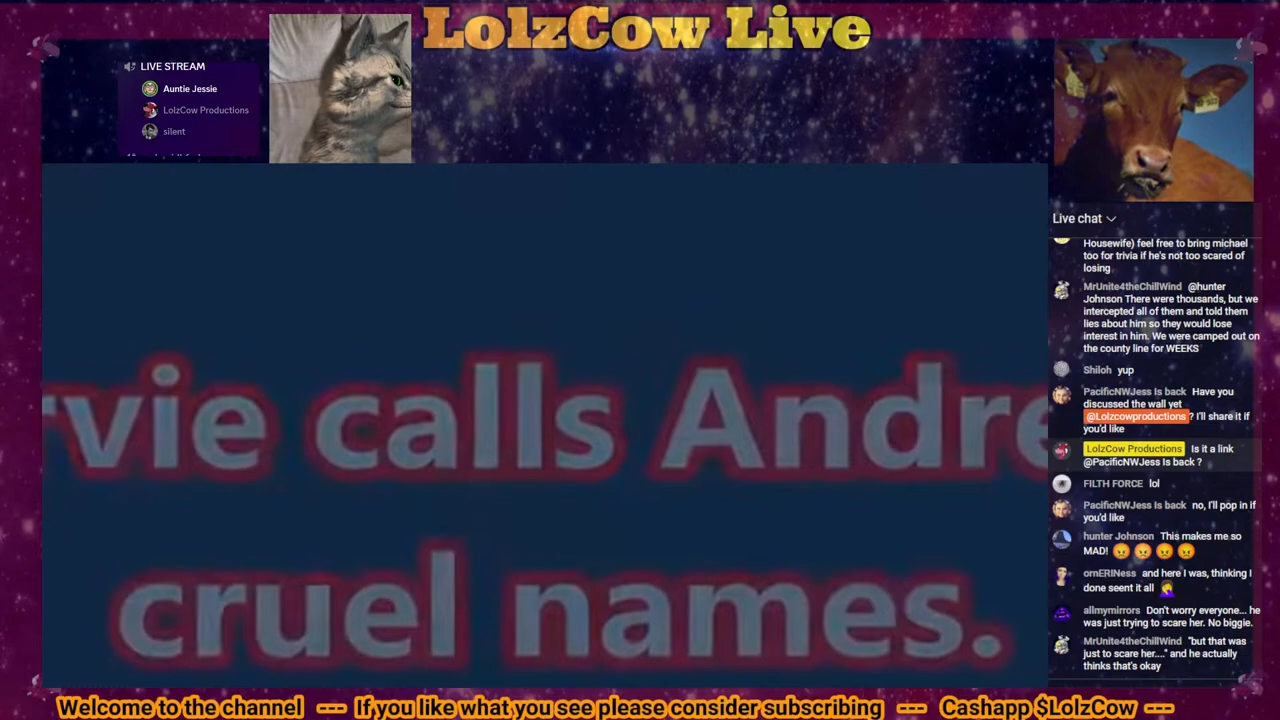 LolzCow Live
LIVE STREAM
Auntie Jessie
LolzCow Productions
silent
rvie calls Andre
cruel names.
Live chat
Housewife) feel free to bring michael
too for trivia if he's not too scared of
losing
MrUnite4theChillWind @hunter
Johnson There were thousands, but we
intercepted all of them and told them
lies about him so they would lose
interest in him. We were camped out on
the county line for WEEKS
Shiloh yup
PacificNWJess Is back Have you
discussed the wall yet
@Lolzcowproductions ? I'll share it if
you'd like
LolzCow Productions Is it a link
@PacificNWJess Is back ?
FILTH FORCE lol
PacificNWJess Is back no, I'll pop in if
you'd like
hunter Johnson This makes me so
MAD!
ornERINess and here I was, thinking I
done seent it all
allmymirrors Don't worry everyone... he
was just trying to scare her. No biggie.
MrUnite4theChillWind "but that was
just to scare her...." and he actually
thinks that's okay
Welcome to the channel --- If you like what you see please consider subscribing --- Cashapp $LolzCow ---